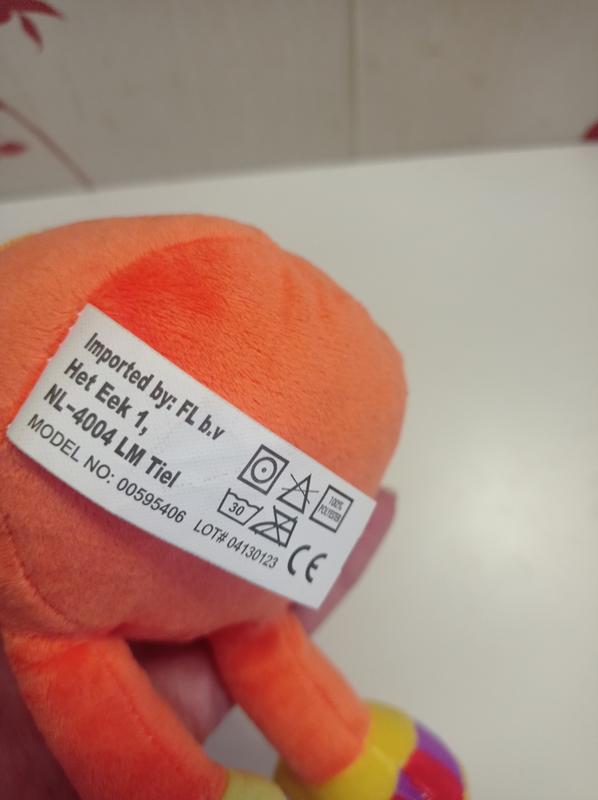 Imported by: FL b.v
Het Eek 1,
NL-4004 LM Tiel
MODEL NO: 00595406 LOT# 04130123
100%
POLYESTER
30
CE